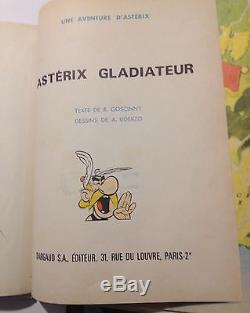 UNE AVENTURE D'ASTÉRIX
ASTÉRIX GLADIATEUR
TEXTE DE R. GOSCINNY
DESSINS DE A. UDERZO
DARGAUD S.A., ÉDITEUR. 31, RUE DU LOUVRE, PARIS-2e